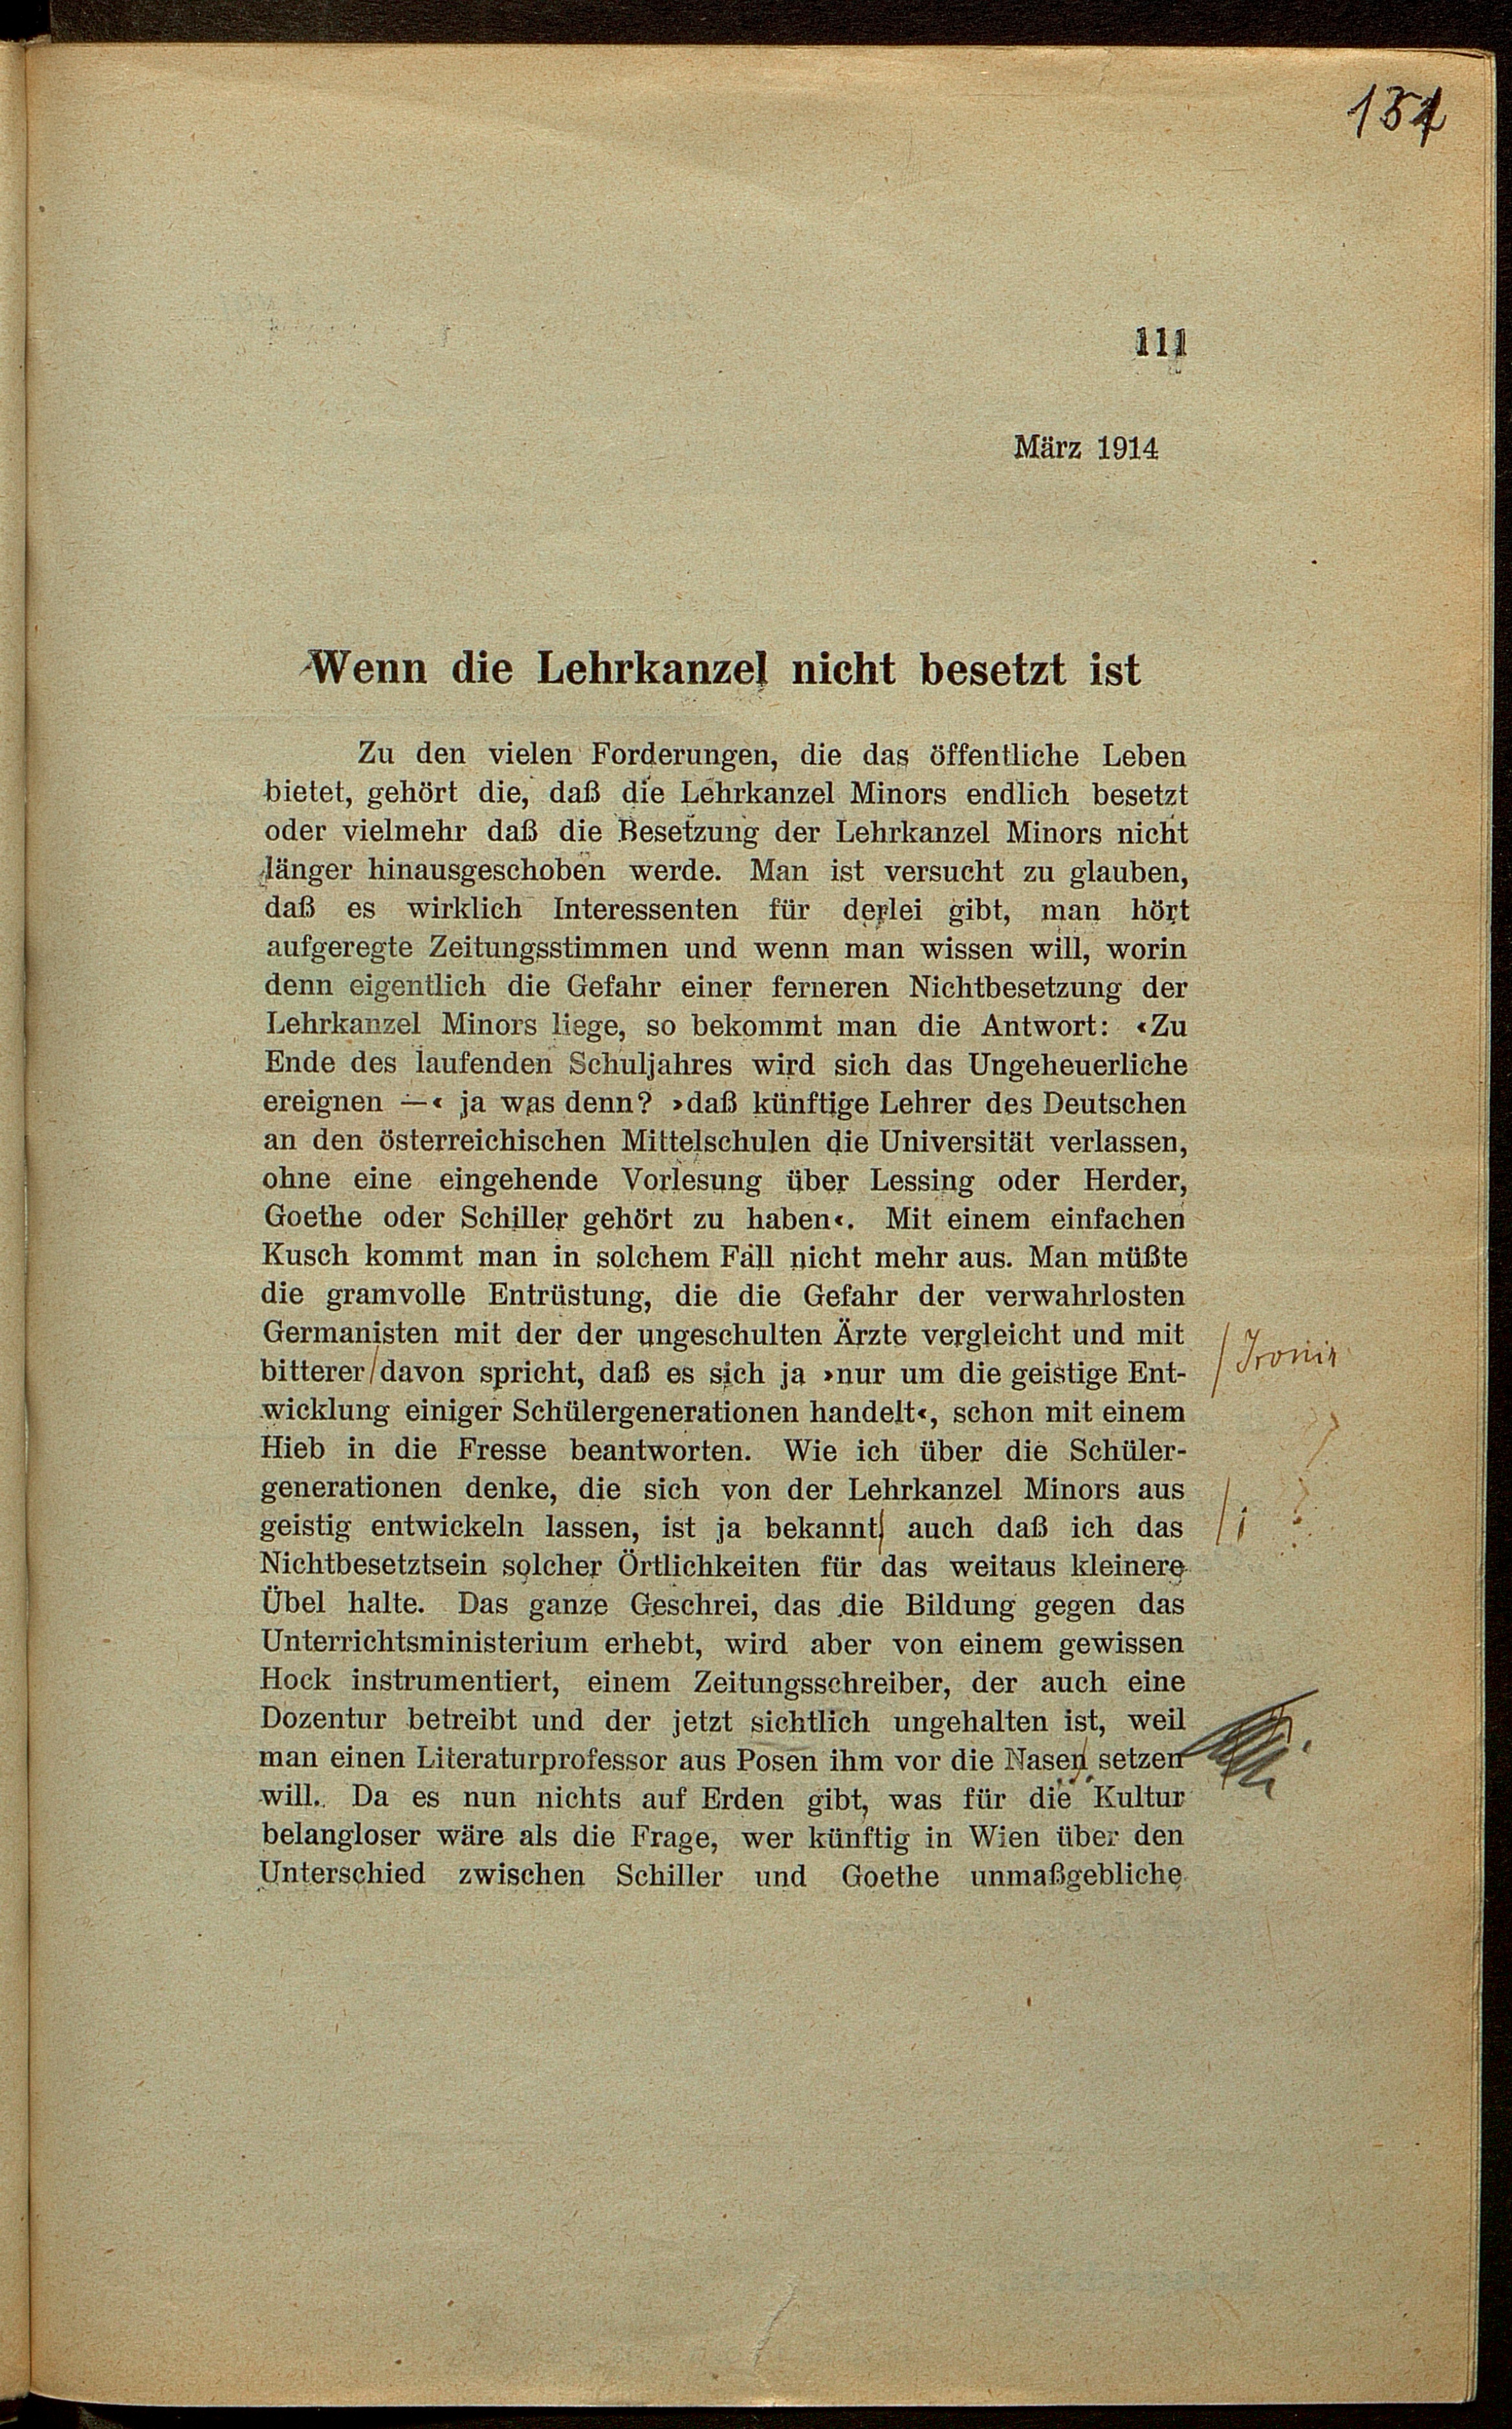 111
März 1914
Wenn die Lehrkanzel nicht besetzt ist
Zu den vielen Forderungen, die das öffentliche Leben
bietet, gehört die, daß die Lehrkanzel Minors endlich besetzt
oder vielmehr daß die Besetzung der Lehrkanzel Minors nicht
länger hinausgeschoben werde. Man ist versucht zu glauben,
daß es wirklich Interessenten für derlei gibt, man hört
aufgeregte Zeitungsstimmen und wenn man wissen will, worin
denn eigentlich die Gefahr einer ferneren Nichtbesetzung der
Lehrkanzel Minors liege, so bekommt man die Antwort: «Zu
Ende des laufenden Schuljahres wird sich das Ungeheuerliche
ereignen —‹ ja was denn? ›daß künftige Lehrer des Deutschen
an den österreichischen Mittelschulen die Universität verlassen,
ohne eine eingehende Vorlesung über Lessing oder Herder,
Goethe oder Schiller gehört zu haben‹. Mit einem einfachen
Kusch kommt man in solchem Fall nicht mehr aus. Man müßte
die gramvolle Entrüstung, die die Gefahr der verwahrlosten
Germanisten mit der der ungeschulten Ärzte vergleicht und mit
bitterer / davon spricht, daß es sich ja ›nur um die geistige Ent-
/ Ironie
wicklung einiger Schülergenerationen handelt‹, schon mit einem
Hieb in die Fresse beantworten. Wie ich über die Schüler-
generationen denke, die sich von der Lehrkanzel Minors aus
geistig entwickeln lassen, ist ja bekannt; auch daß ich das
/;
Nichtbesetztsein solcher Örtlichkeiten für das weitaus kleinere
Übel halte. Das ganze Geschrei, das die Bildung gegen das
Unterrichtsministerium erhebt, wird aber von einem gewissen
Hock instrumentiert, einem Zeitungsschreiber, der auch eine
Dozentur betreibt und der jetzt sichtlich ungehalten ist, weil
man einen Literaturprofessor aus Posen ihm vor die Nasen setzen
will. Da es nun nichts auf Erden gibt, was für die Kultur
belangloser wäre als die Frage, wer künftig in Wien über den
Unterschied zwischen Schiller und Goethe unmaßgebliche